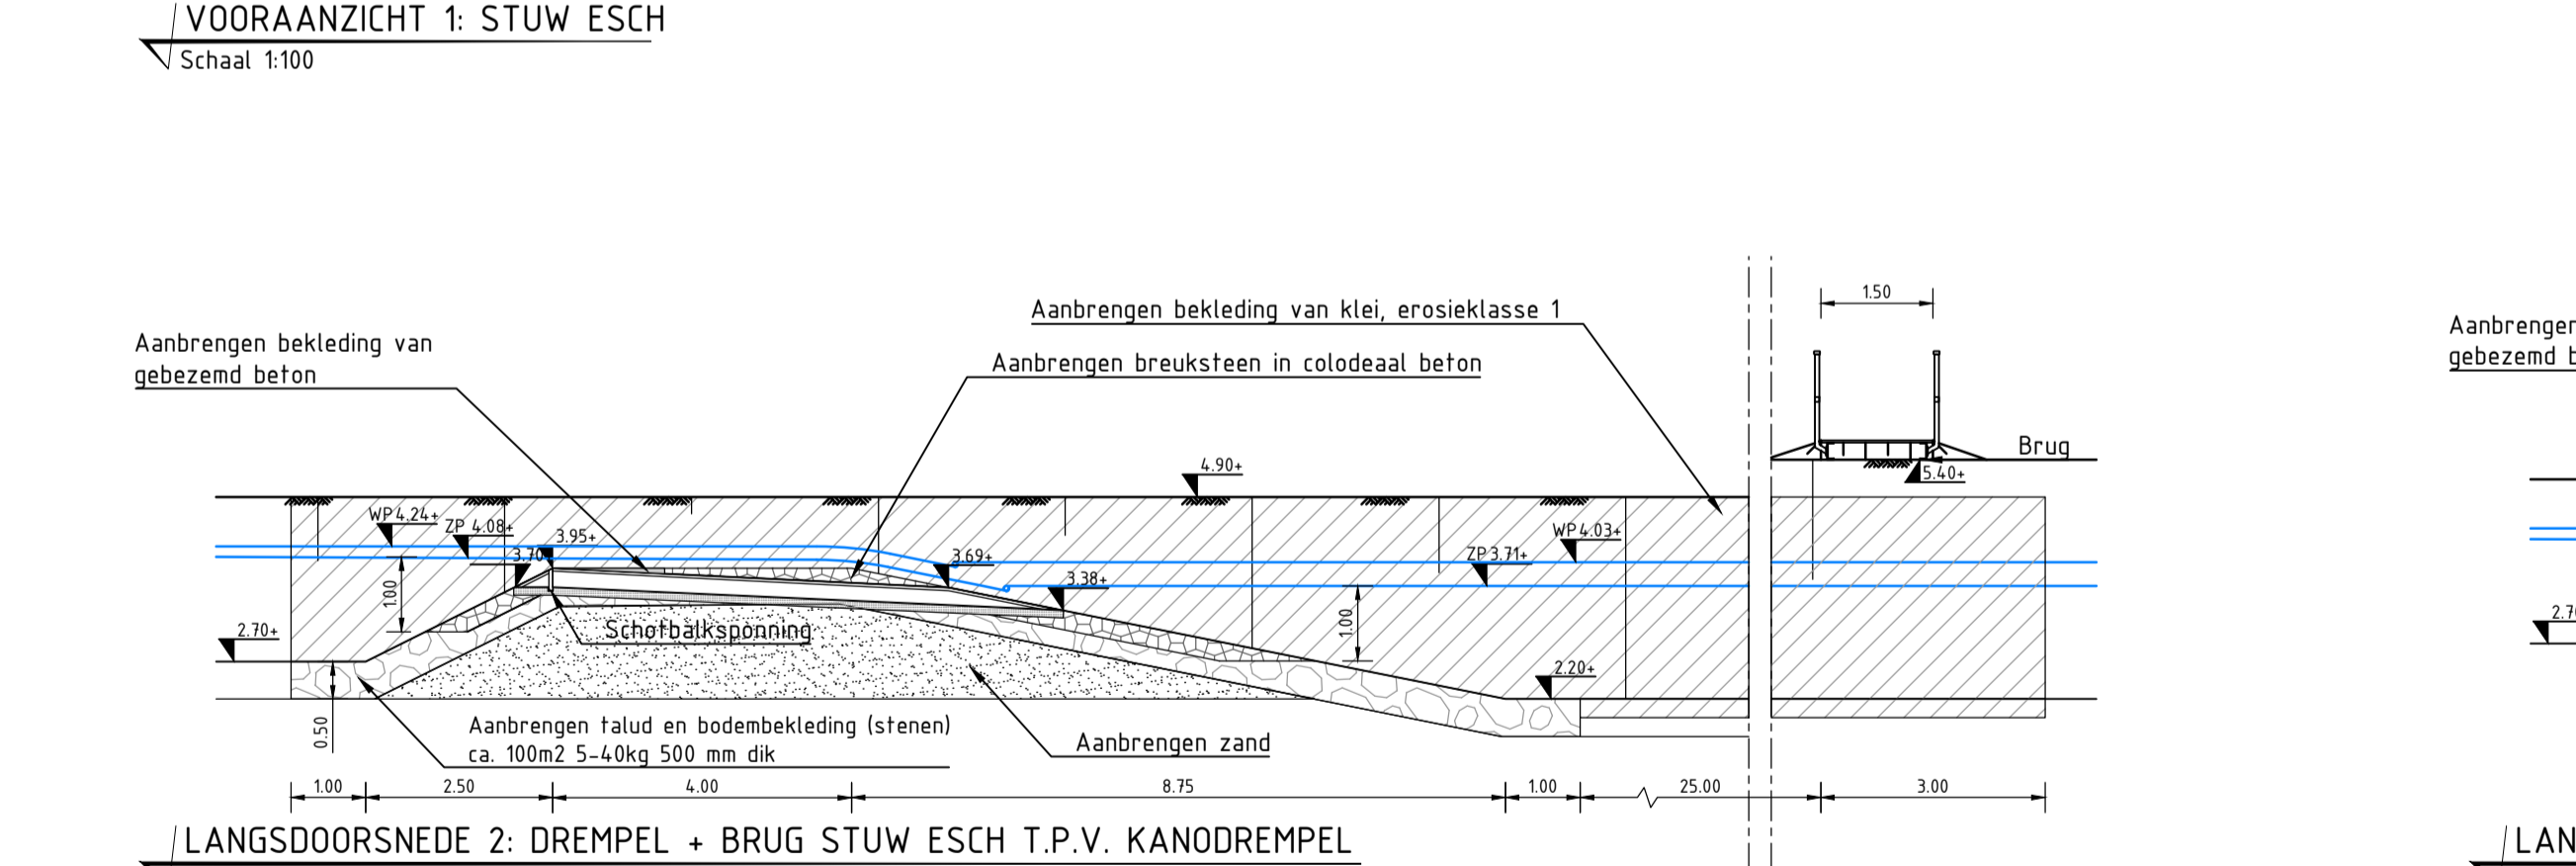 VOORAANZICHT 1: STUW ESCH
Schaal 1:100
1.50
Aanbrengen bekleding van klei, erosieklasse 1
Aanbrengen
gebezemd b
Aanbrengen bekleding van
gebezemd beton
Aanbrengen breuksteen in colodeaal beton
Brug
4.90+
5.40+
WP 4.24+
ZP 4.08+
3.95+
3.70
3.69+
3.38+
WP 4.03+
ZP 3.71+
1.00
1.00
2.70+
Schotbalksponning
2.20+
2.7
0.50
Aanbrengen talud en bodembekleding (stenen)
ca. 100m2 5-40kg 500 mm dik
Aanbrengen zand
1.00 2.50 4.00 8.75 1.00 25.00 3.00
LANGSDOORSNEDE 2: DREMPEL + BRUG STUW ESCH T.P.V. KANODREMPEL
LAN